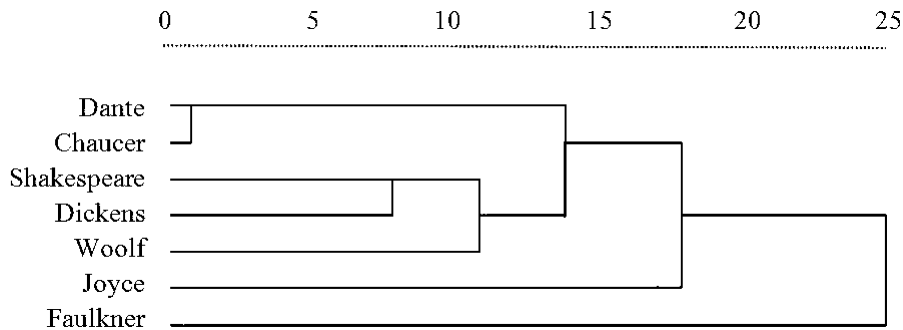 0 5 10 15 20 25
Dante
Chaucer
Shakespeare
Dickens
Woolf
Joyce
Faulkner